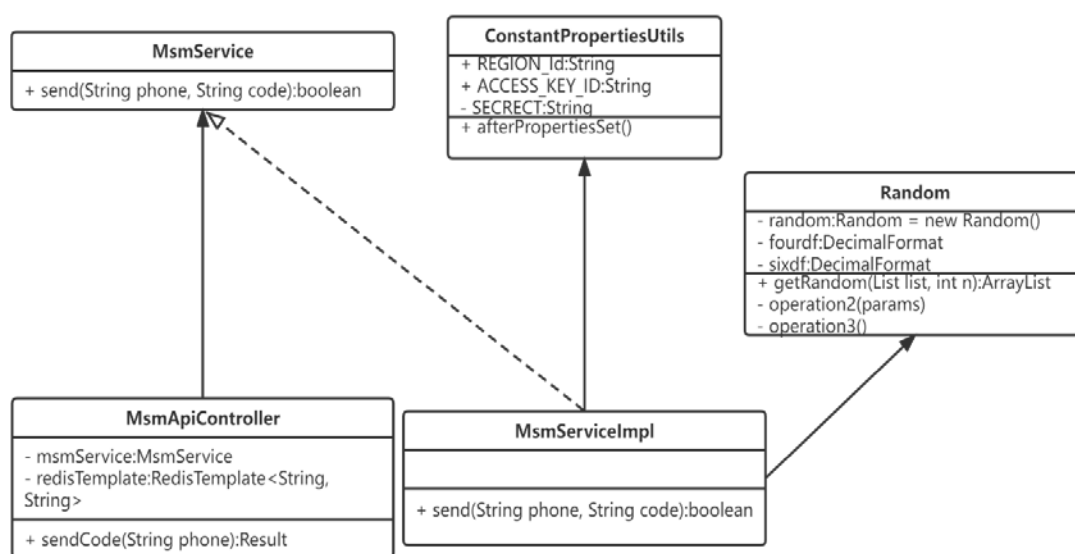 MsmService
+ send(String phone, String code):boolean
ConstantPropertiesUtils
+ REGION_Id:String
+ ACCESS_KEY_ID:String
- SECRECT:String
+ afterPropertiesSet()
Random
- random:Random = new Random()
- fourdf:DecimalFormat
- sixdf:DecimalFormat
+ getRandom(List list, int n):ArrayList
- operation2(params)
- operation3()
MsmApiController
- msmService:MsmService
- redisTemplate:RedisTemplate<String,
String>
+ sendCode(String phone):Result
MsmServiceImpl
+ send(String phone, String code):boolean